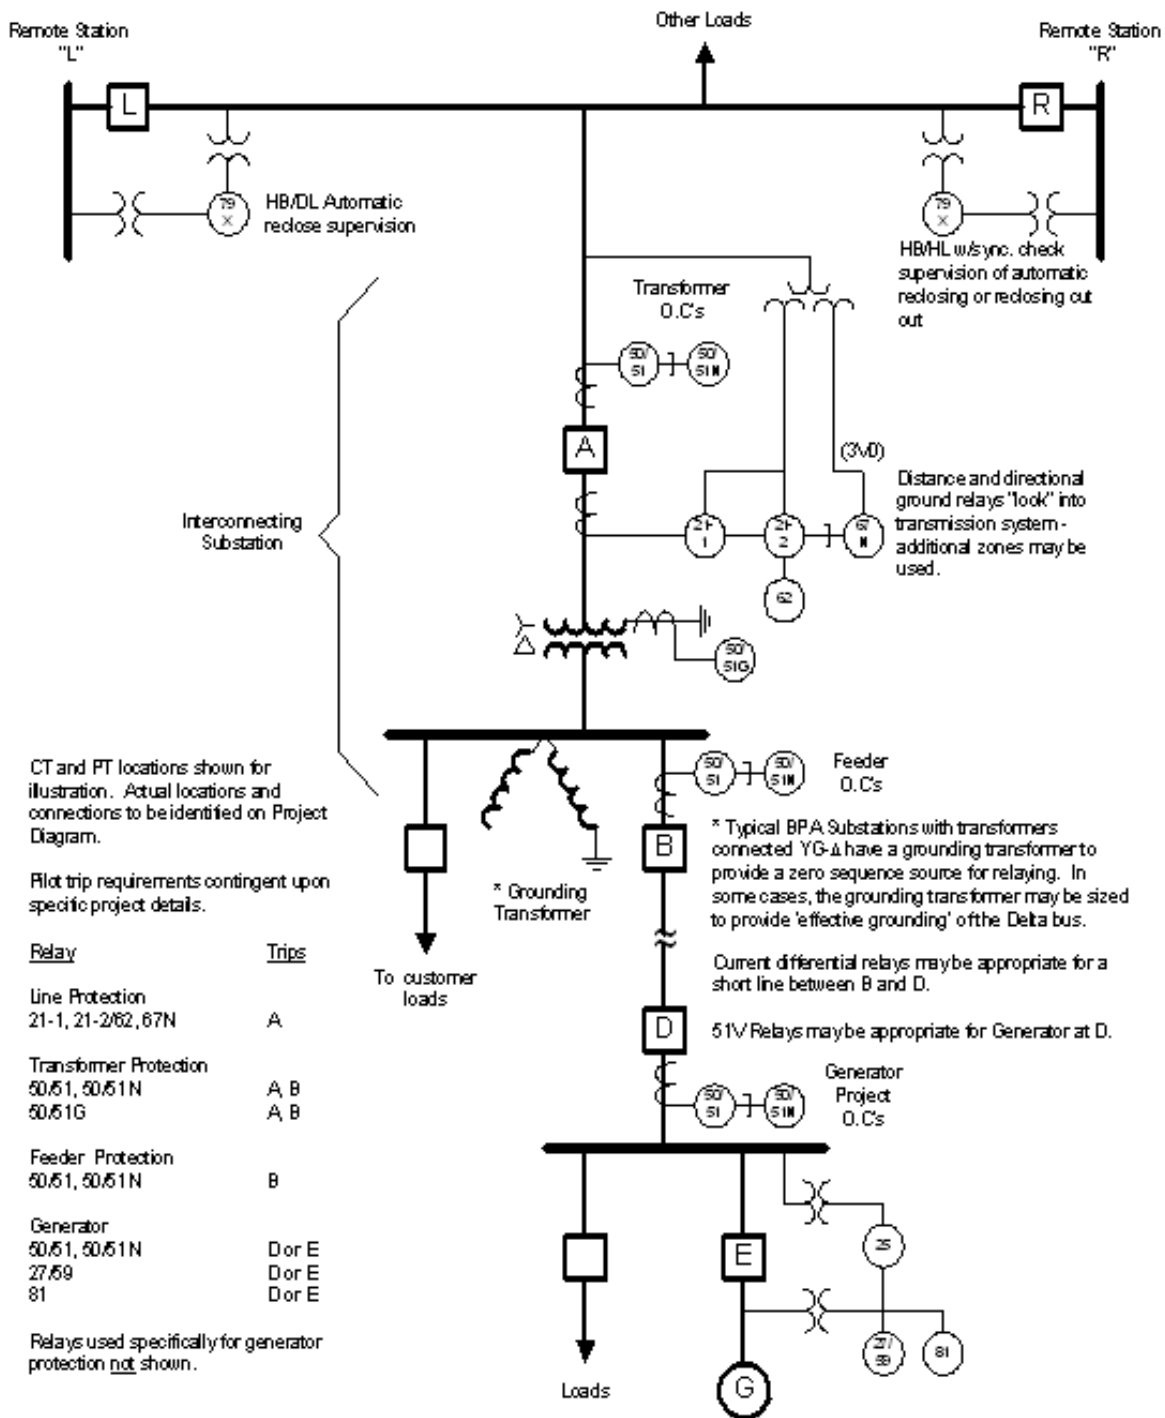 Other Loads
Remote Station
"L"
Remote Station
"R"
L
R
79
X
HB/DL Automatic
reclose supervision
79
X
HB/HL w/sync. check
supervision of automatic
reclosing or reclosing cut
out
Transformer
O.C's
50/
51
50/
51N
A
(3V0)
Distance and directional
ground relays "look" into
transmission system -
additional zones may be
used.
21-
1
21-
2
67
N
62
Interconnecting
Substation
Y
Δ
50/
51G
CT and PT locations shown for
illustration. Actual locations and
connections to be identified on Project
Diagram.
Pilot trip requirements contingent upon
specific project details.
50/
51
50/
51N
Feeder
O.C's
B
* Grounding
Transformer
* Typical BPA Substations with transformers
connected YG-Δ have a grounding transformer to
provide a zero sequence source for relaying. In
some cases, the grounding transformer may be sized
to provide 'effective grounding' of the Delta bus.
To customer
loads
Current differential relays may be appropriate for a
short line between B and D.
D
51V Relays may be appropriate for Generator at D.
Relay Trips
Line Protection
21-1, 21-2/62, 67N A
Transformer Protection
50/51, 50/51N A, B
50/51G A, B
Feeder Protection
50/51, 50/51N B
Generator
50/51, 50/51N D or E
27/59 D or E
81 D or E
Relays used specifically for generator
protection not shown.
50/
51
50/
51N
Generator
Project
O.C's
E
25
27/
59
81
Loads
G